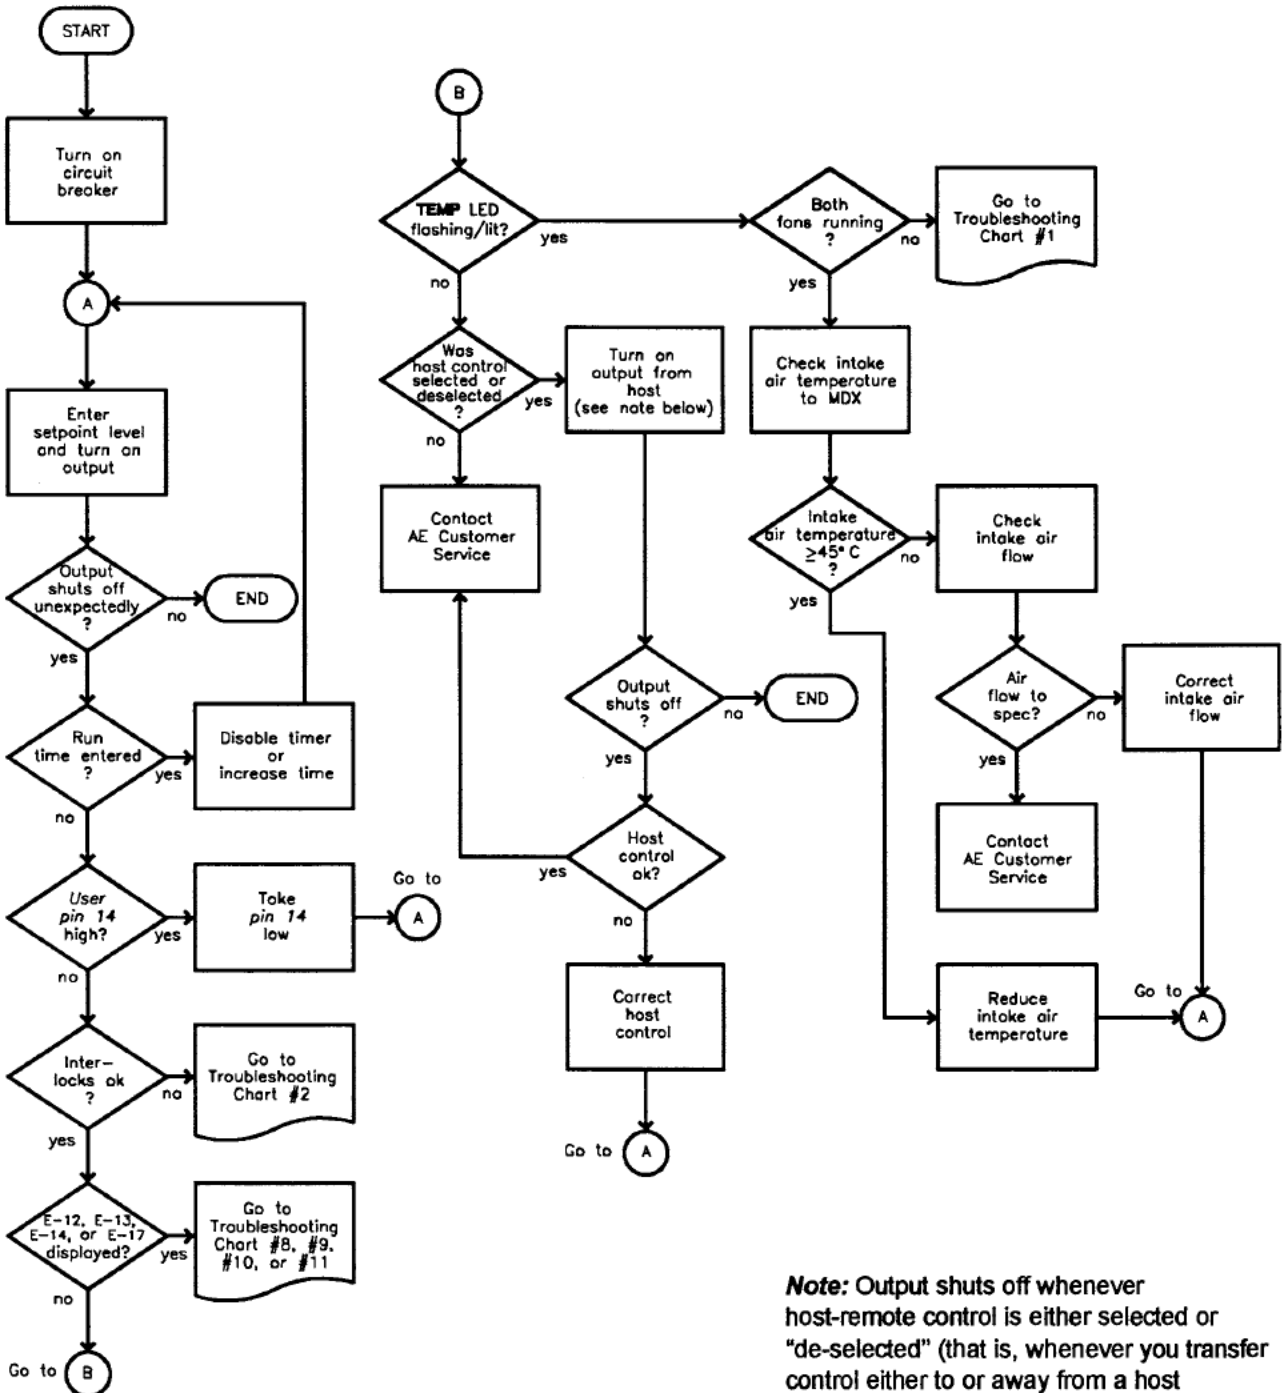 START
Turn on
circuit
breaker
A
Enter
setpoint level
and turn on
output
Output
shuts off
unexpectedly
?
no
END
yes
Run
time entered
?
yes
Disable timer
or
increase time
no
User
pin 14
high?
yes
Take
pin 14
low
Go to
A
no
Inter-
locks ok
?
no
Go to
Troubleshooting
Chart #2
yes
E-12, E-13,
E-14, or E-17
displayed?
yes
Go to
Troubleshooting
Chart #8, #9,
#10, or #11
no
Go to
B
B
TEMP LED
flashing/lit?
yes
no
Was
host control
selected or
deselected
?
yes
Turn on
output from
host
(see note below)
no
Contact
AE Customer
Service
Output
shuts off
?
no
END
yes
Host
control
ok?
yes
no
Correct
host
control
Go to
A
Both
fans running
?
no
Go to
Troubleshooting
Chart #1
yes
Check intake
air temperature
to MDX
Intake
air temperature
≥45° C
?
no
Check
intake air
flow
yes
Air
flow to
spec?
no
Correct
intake air
flow
yes
Contact
AE Customer
Service
Reduce
intake air
temperature
Go to
A
Note: Output shuts off whenever
host-remote control is either selected or
“de-selected” (that is, whenever you transfer
control either to or away from a host